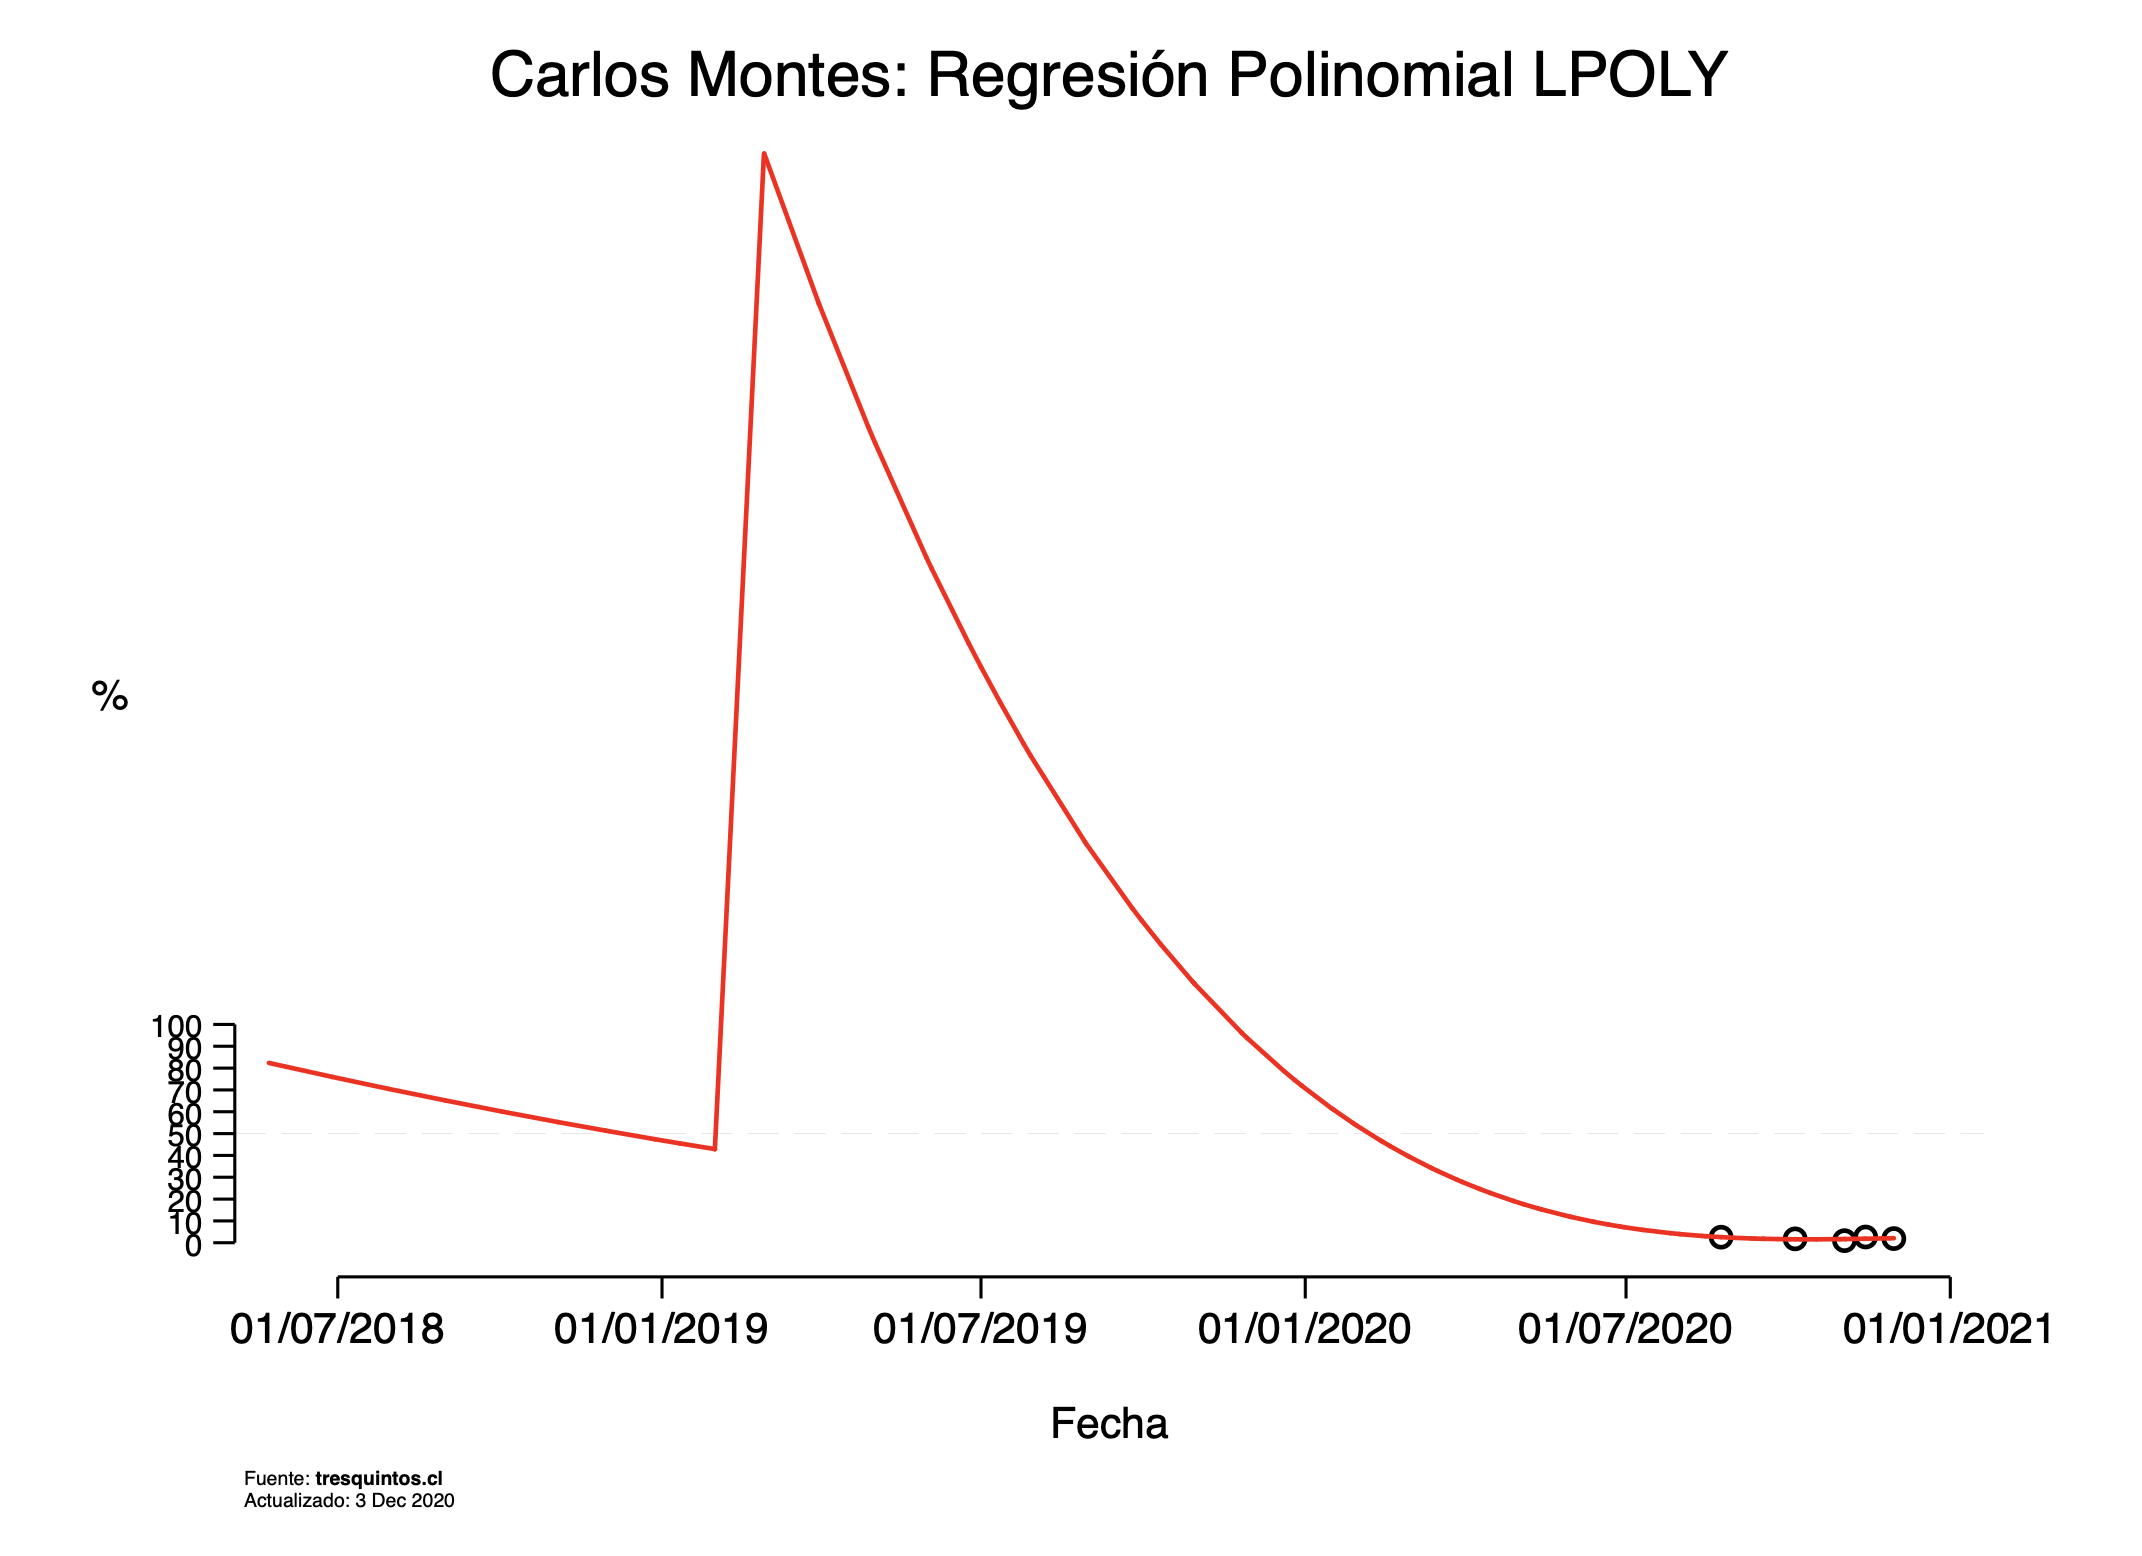 Carlos Montes: Regresión Polinomial LPOLY
%
100
90
80
70
60
50
40
30
20
10
0
01/07/2018 01/01/2019 01/07/2019 01/01/2020 01/07/2020 01/01/2021
Fecha
Fuente: tresquintos.cl
Actualizado: 3 Dec 2020